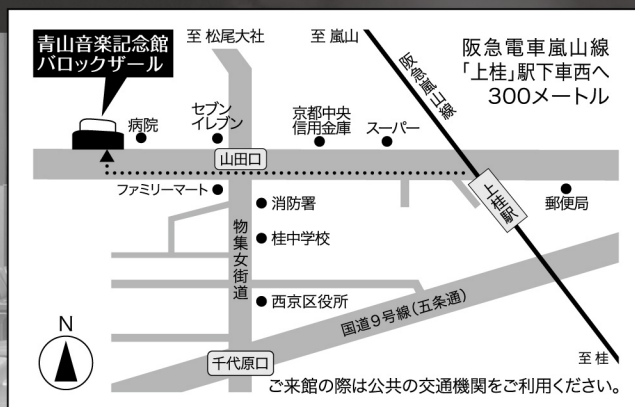 青山音楽記念館
バロックザール
至 松尾大社
至 嵐山
阪急嵐山線
阪急電車嵐山線
「上桂」駅下車西へ
300メートル
病院
セブン
イレブン
京都中央
信用金庫
スーパー
山田口
上桂駅
郵便局
ファミリーマート
消防署
物集女街道
桂中学校
西京区役所
国道9号線(五条通)
N
千代原口
至 桂
ご来館の際は公共の交通機関をご利用ください。